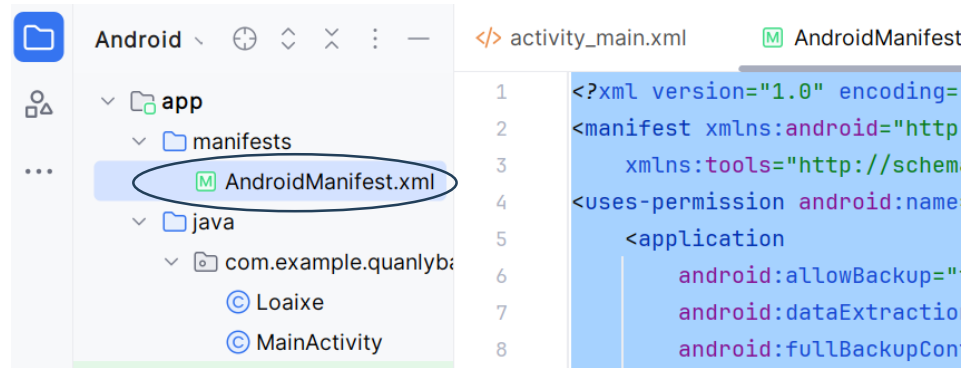 Android
app
manifests
AndroidManifest.xml
java
com.example.quanlyba
Loaixe
MainActivity
activity_main.xml
AndroidManifest
1 <?xml version="1.0" encoding=
2 <manifest xmlns:android="http
3 xmlns:tools="http://schema
4 <uses-permission android:name=
5 <application
6 android:allowBackup="
7 android:dataExtraction
8 android:fullBackupCon